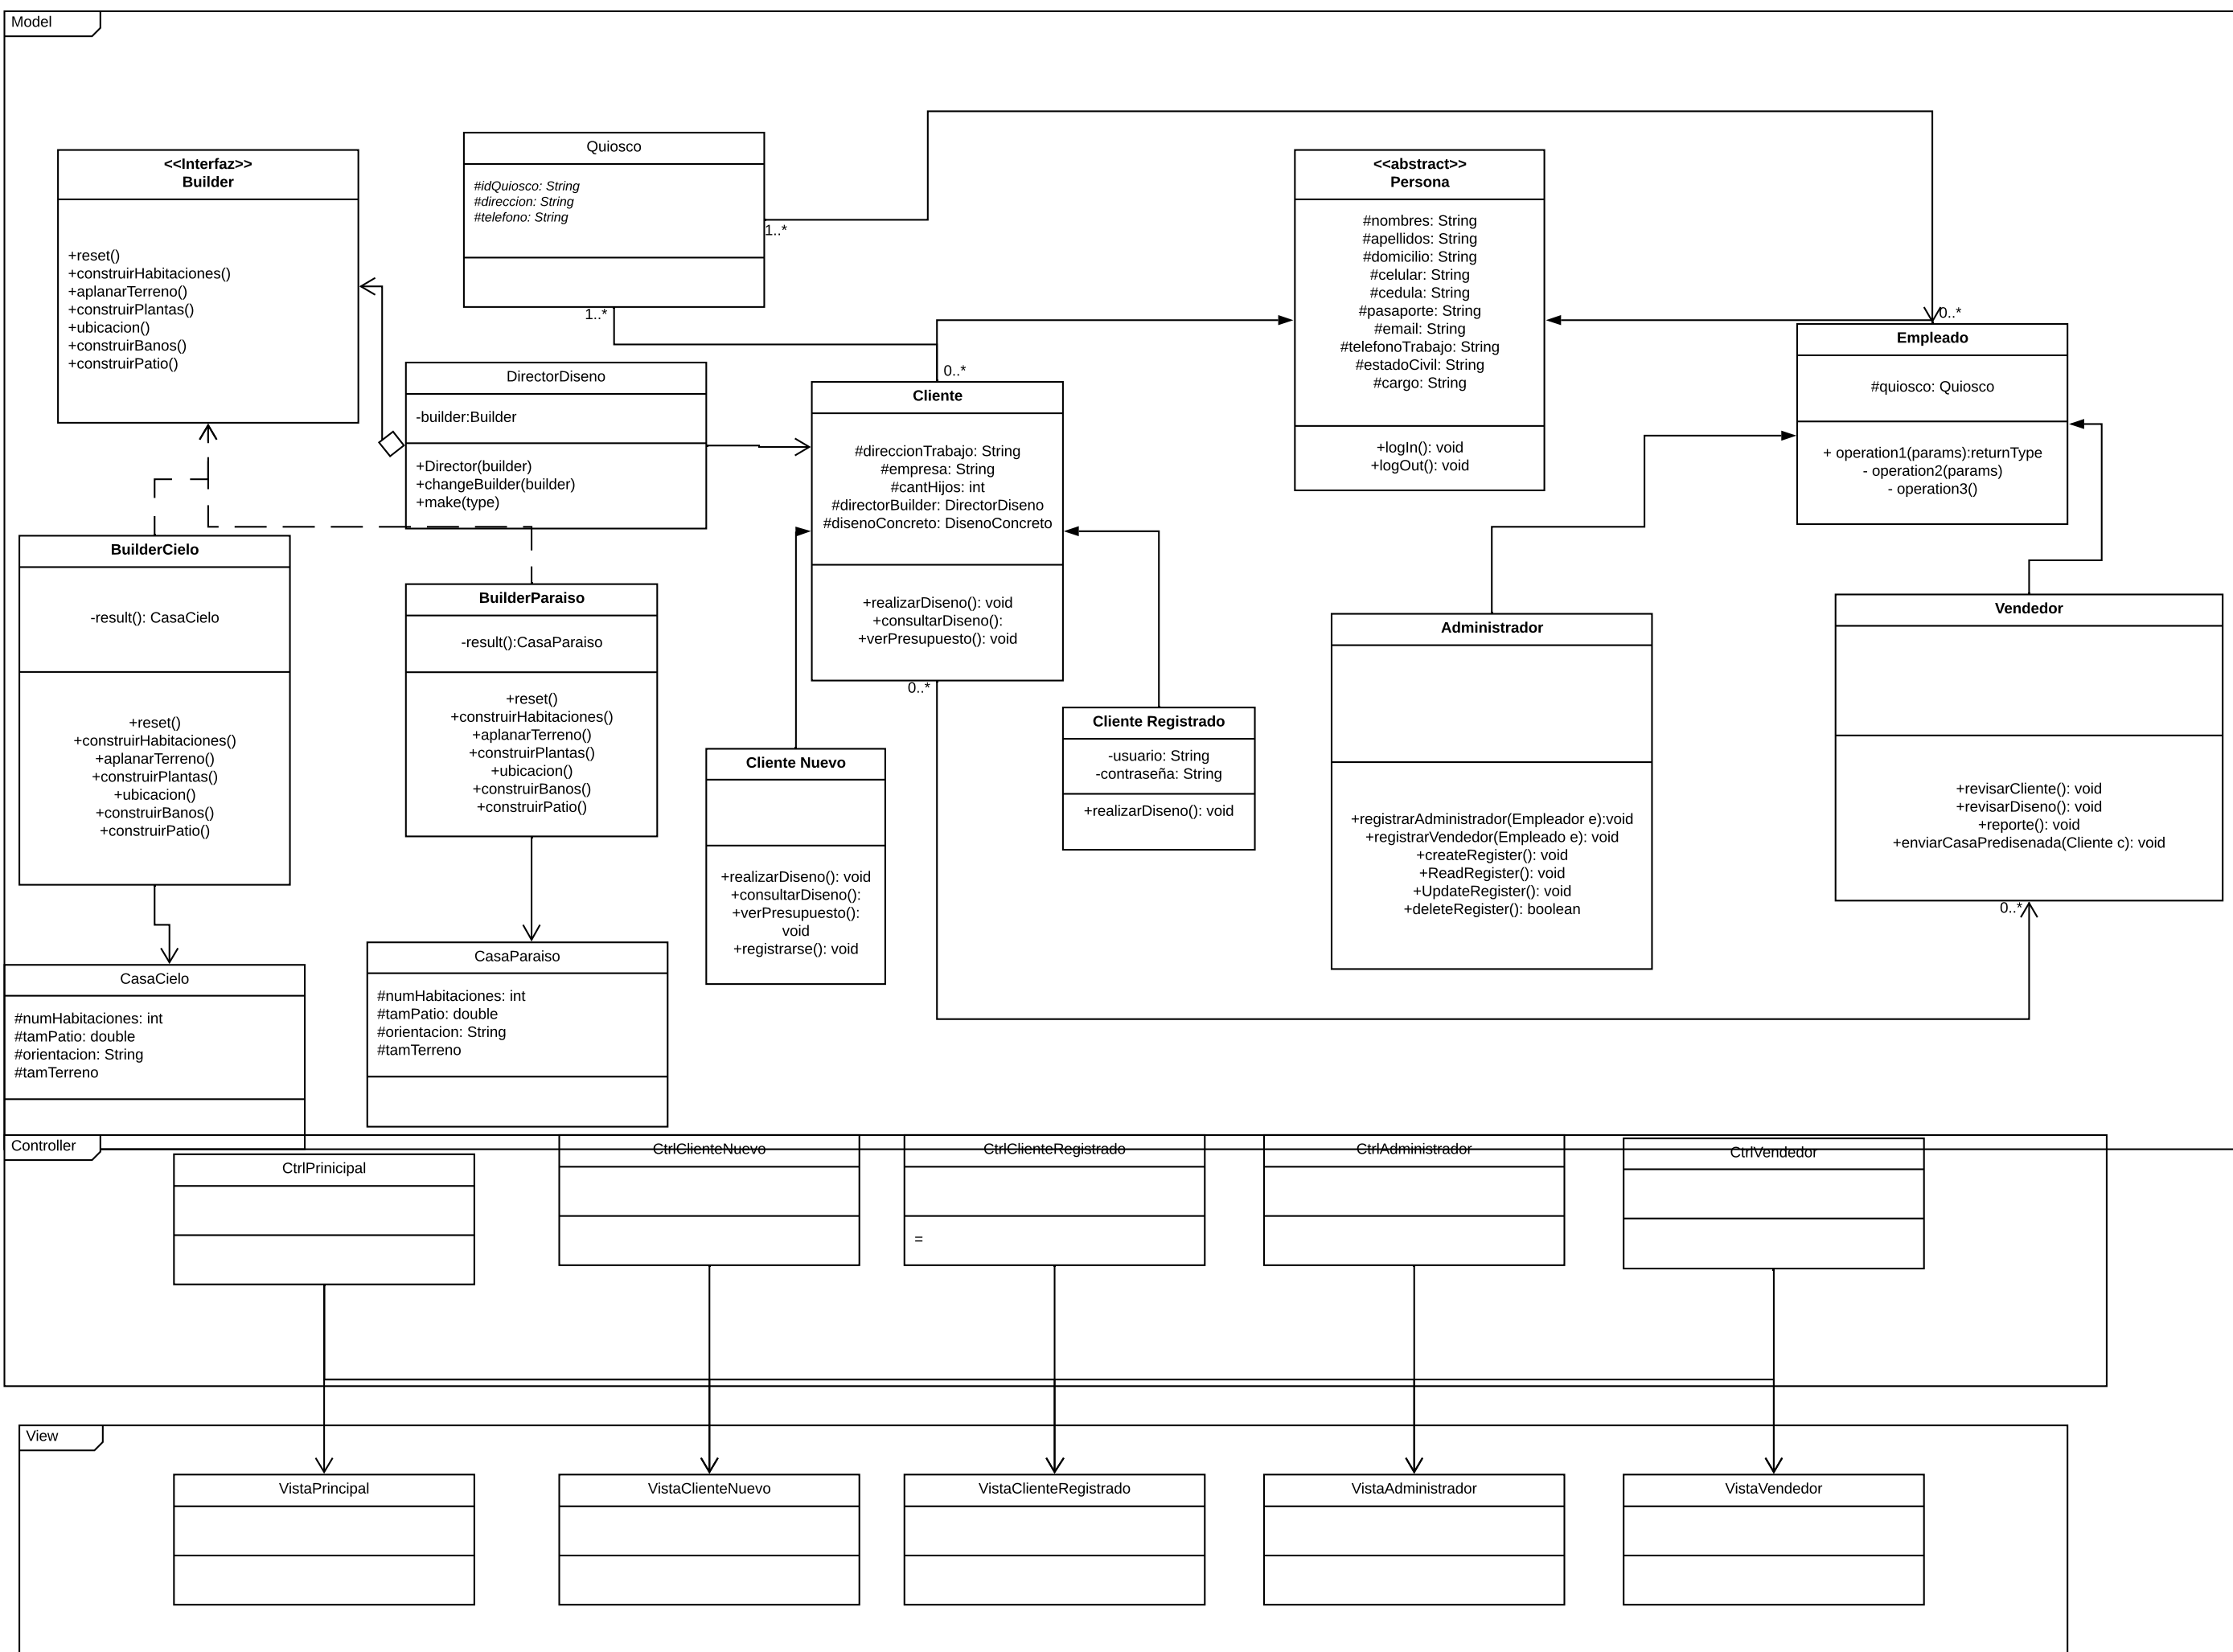 Model
<<Interfaz>>
Builder
+reset()
+construirHabitaciones()
+aplanarTerreno()
+construirPlantas()
+ubicacion()
+construirBanos()
+construirPatio()
Quiosco
#idQuiosco: String
#direccion: String
#telefono: String
1..*
1..*
<<abstract>>
Persona
#nombres: String
#apellidos: String
#domicilio: String
#celular: String
#cedula: String
#pasaporte: String
#email: String
#telefonoTrabajo: String
#estadoCivil: String
#cargo: String
+logIn(): void
+logOut(): void
0..*
Empleado
#quiosco: Quiosco
+ operation1(params):returnType
- operation2(params)
- operation3()
DirectorDiseno
-builder:Builder
+Director(builder)
+changeBuilder(builder)
+make(type)
0..*
Cliente
#direccionTrabajo: String
#empresa: String
#cantHijos: int
#directorBuilder: DirectorDiseno
#disenoConcreto: DisenoConcreto
+realizarDiseno(): void
+consultarDiseno():
+verPresupuesto(): void
0..*
BuilderCielo
-result(): CasaCielo
+reset()
+construirHabitaciones()
+aplanarTerreno()
+construirPlantas()
+ubicacion()
+construirBanos()
+construirPatio()
BuilderParaiso
-result():CasaParaiso
+reset()
+construirHabitaciones()
+aplanarTerreno()
+construirPlantas()
+ubicacion()
+construirBanos()
+construirPatio()
Cliente Nuevo
+realizarDiseno(): void
+consultarDiseno():
+verPresupuesto():
void
+registrarse(): void
Cliente Registrado
-usuario: String
-contraseña: String
+realizarDiseno(): void
Administrador
+registrarAdministrador(Empleador e):void
+registrarVendedor(Empleado e): void
+createRegister(): void
+ReadRegister(): void
+UpdateRegister(): void
+deleteRegister(): boolean
Vendedor
+revisarCliente(): void
+revisarDiseno(): void
+reporte(): void
+enviarCasaPredisenada(Cliente c): void
0..*
CasaCielo
#numHabitaciones: int
#tamPatio: double
#orientacion: String
#tamTerreno
CasaParaiso
#numHabitaciones: int
#tamPatio: double
#orientacion: String
#tamTerreno
Controller
CtrlPrinicipal
CtrlClienteNuevo
CtrlClienteRegistrado
=
CtrlAdministrador
CtrlVendedor
View
VistaPrincipal
VistaClienteNuevo
VistaClienteRegistrado
VistaAdministrador
VistaVendedor